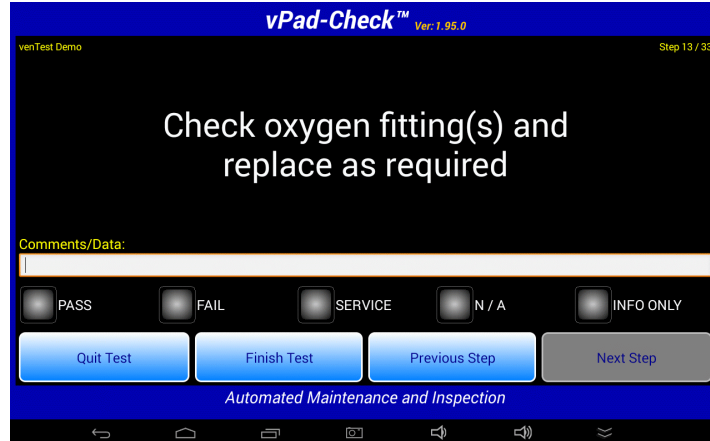 vPad-Check™ Ver: 1.95.0
venTest Demo Step 13 / 33
Check oxygen fitting(s) and
replace as required
Comments/Data:
PASS FAIL SERVICE N / A INFO ONLY
Quit Test Finish Test Previous Step Next Step
Automated Maintenance and Inspection